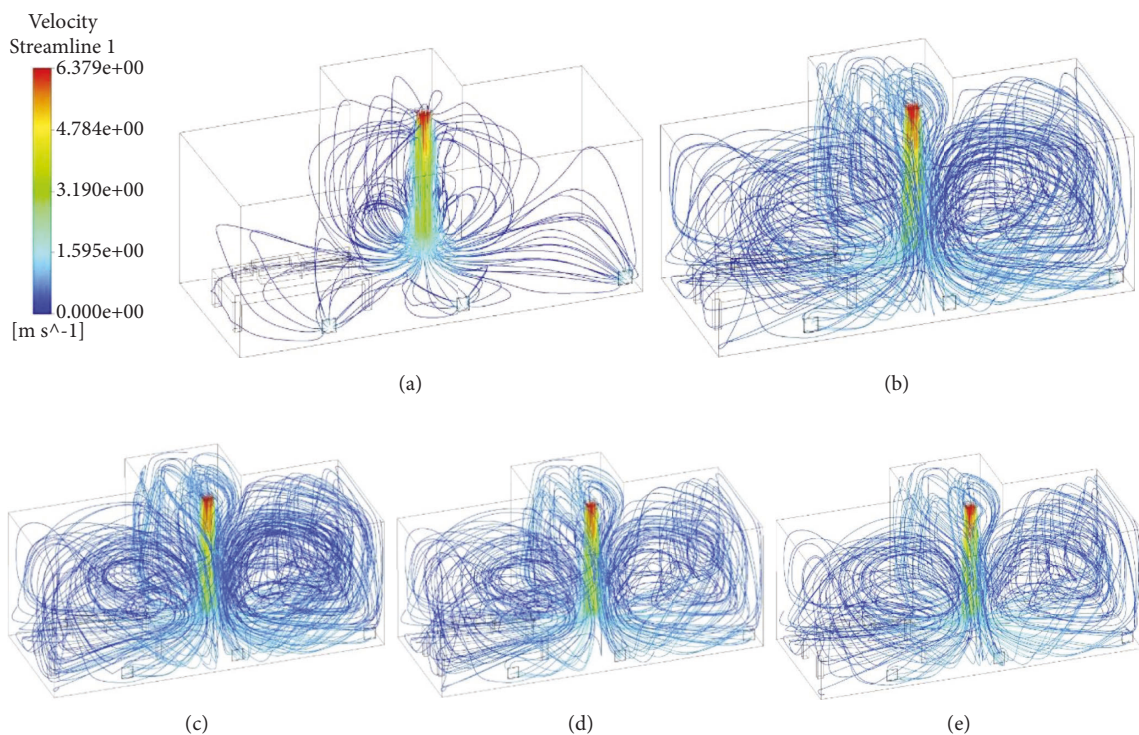 Velocity
Streamline 1
6.379e+00
4.784e+00
3.190e+00
1.595e+00
0.000e+00
[m s^-1]
(a)
(b)
(c)
(d)
(e)